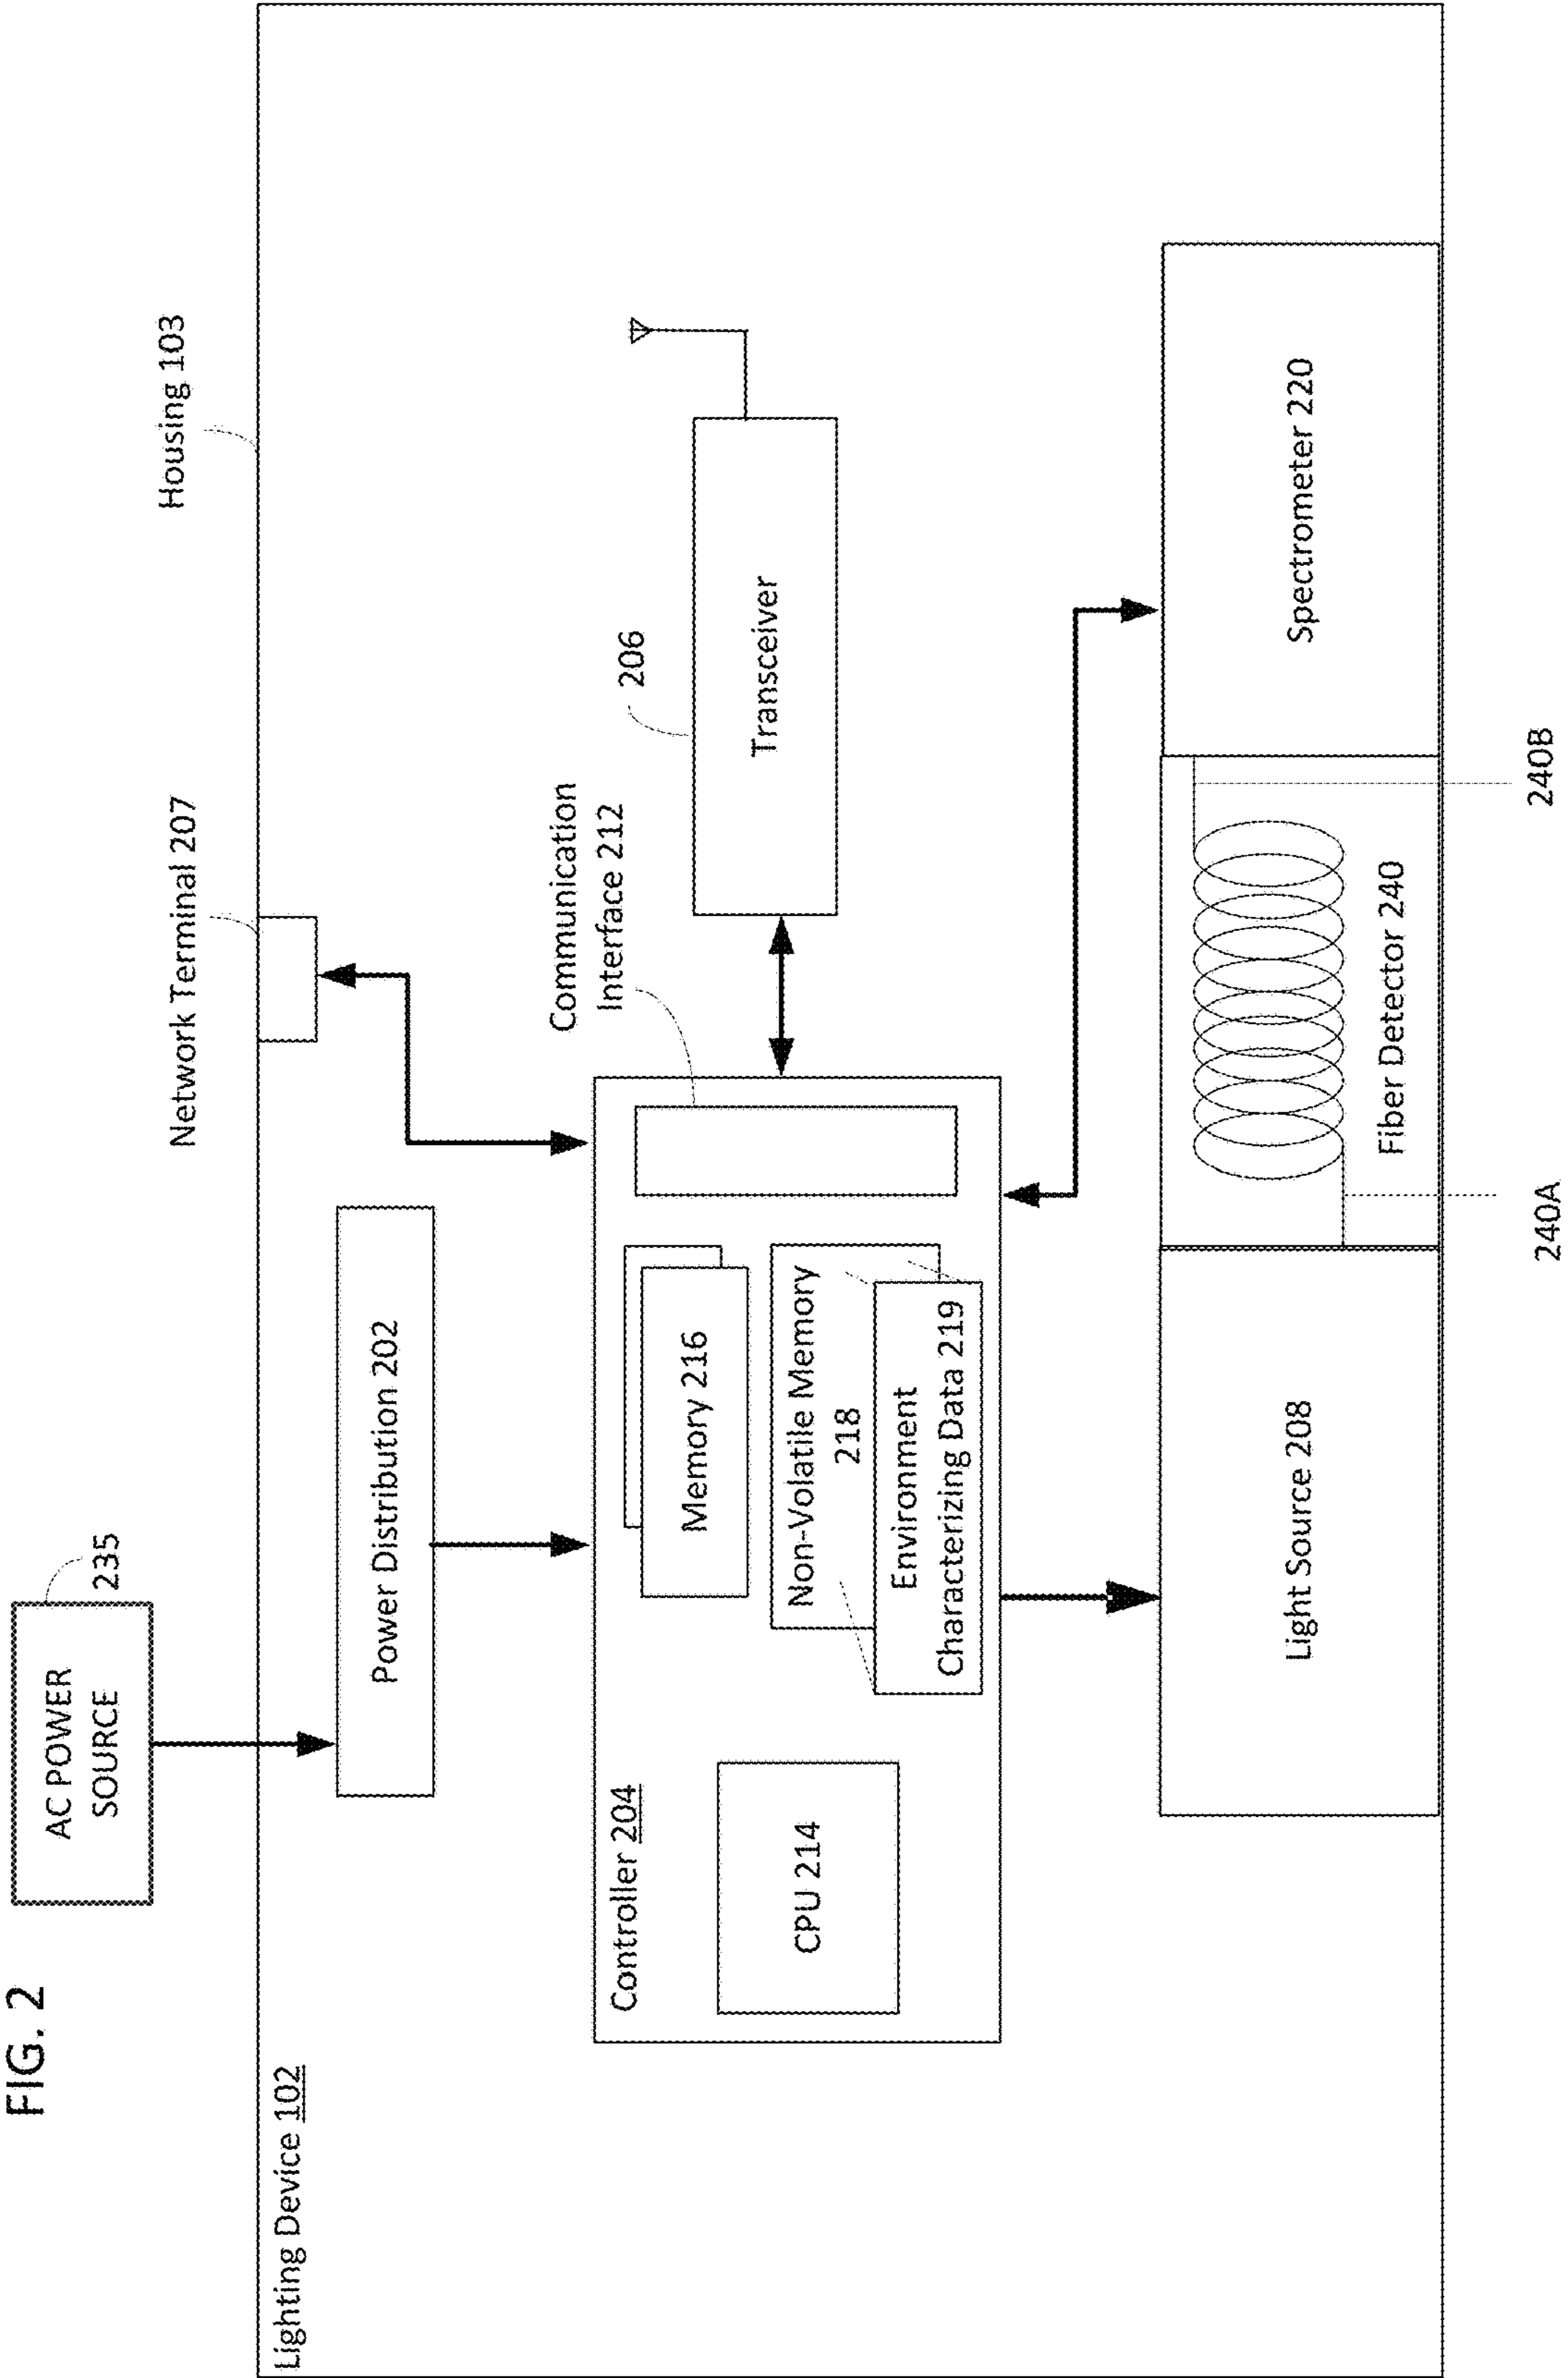 FIG. 2
AC POWER
SOURCE
235
Lighting Device 102
Network Terminal 207
Housing 103
Power Distribution 202
Controller 204
CPU 214
Memory 216
Non-Volatile Memory
218
Environment
Characterizing Data 219
Communication
Interface 212
206
Transceiver
Light Source 208
Fiber Detector 240
Spectrometer 220
240A
240B